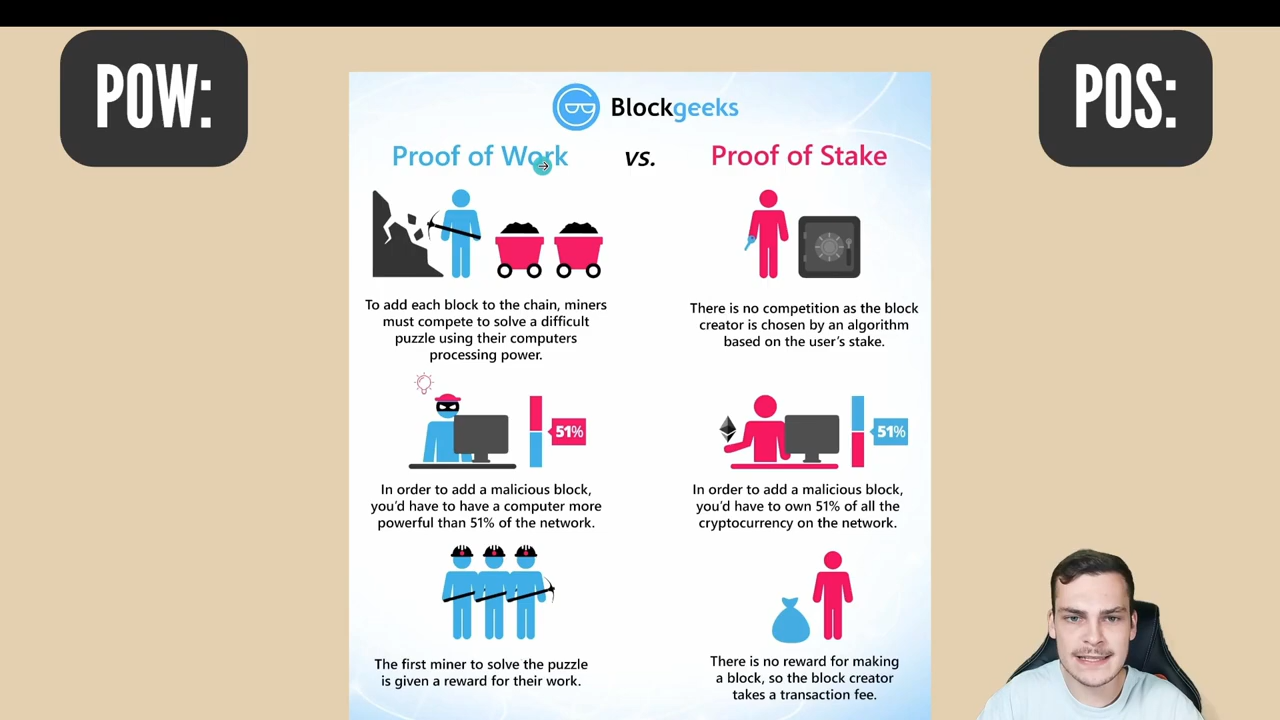 POW:
POS:
Blockgeeks
Proof of Work vs. Proof of Stake
To add each block to the chain, miners
must compete to solve a difficult
puzzle using their computers
processing power.
There is no competition as the block
creator is chosen by an algorithm
based on the user's stake.
51%
51%
In order to add a malicious block,
you'd have to have a computer more
powerful than 51% of the network.
In order to add a malicious block,
you'd have to own 51% of all the
cryptocurrency on the network.
The first miner to solve the puzzle
is given a reward for their work.
There is no reward for making
a block, so the block creator
takes a transaction fee.